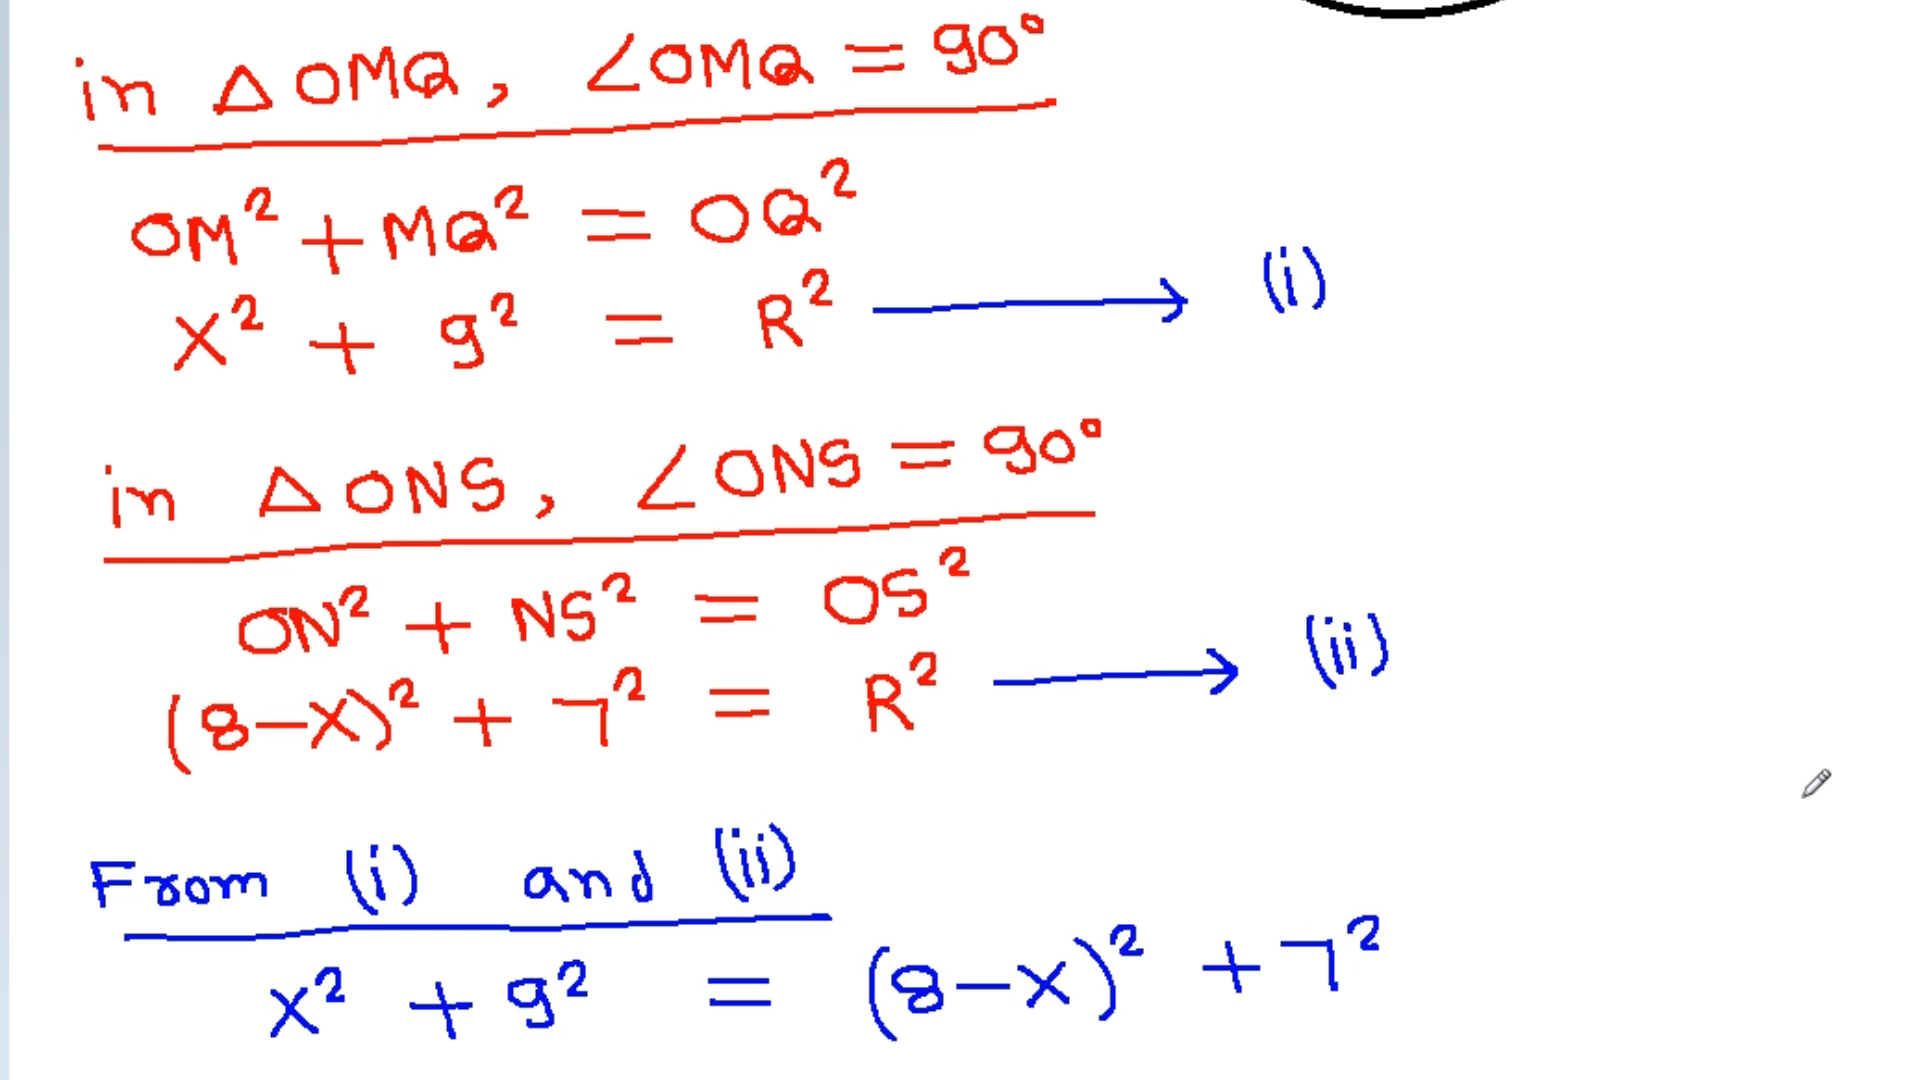 in △OMQ, ∠OMQ = 90°
OM² + MQ² = OQ²
x² + 9² = R² ⟶ (i)
in △ONS, ∠ONS = 90°
ON² + NS² = OS²
(8-x)² + 7² = R² ⟶ (ii)
From (i) and (ii)
x² + 9² = (8-x)² + 7²